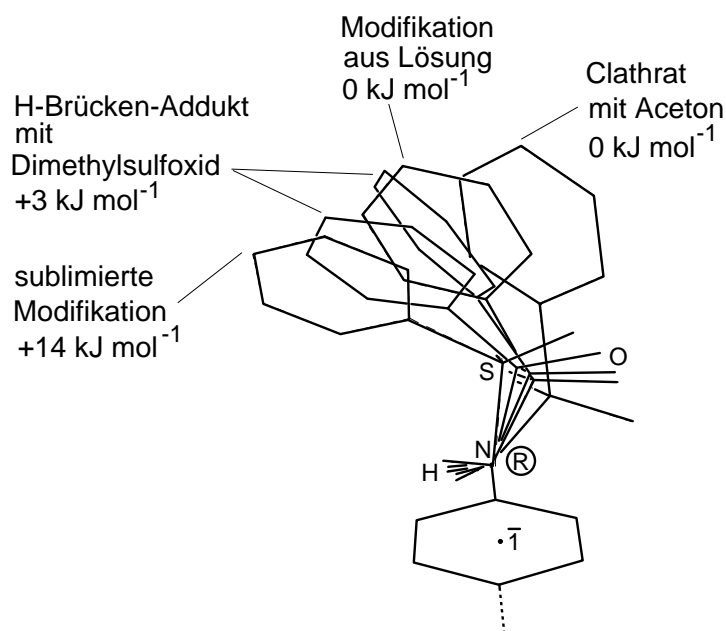 Modifikation
aus Lösung
0 kJ mol⁻¹
Clathrat
mit Aceton
0 kJ mol⁻¹
H-Brücken-Addukt
mit
Dimethylsulfoxid
+3 kJ mol⁻¹
sublimierte
Modifikation
+14 kJ mol⁻¹
O
S
N
R
H
1̅